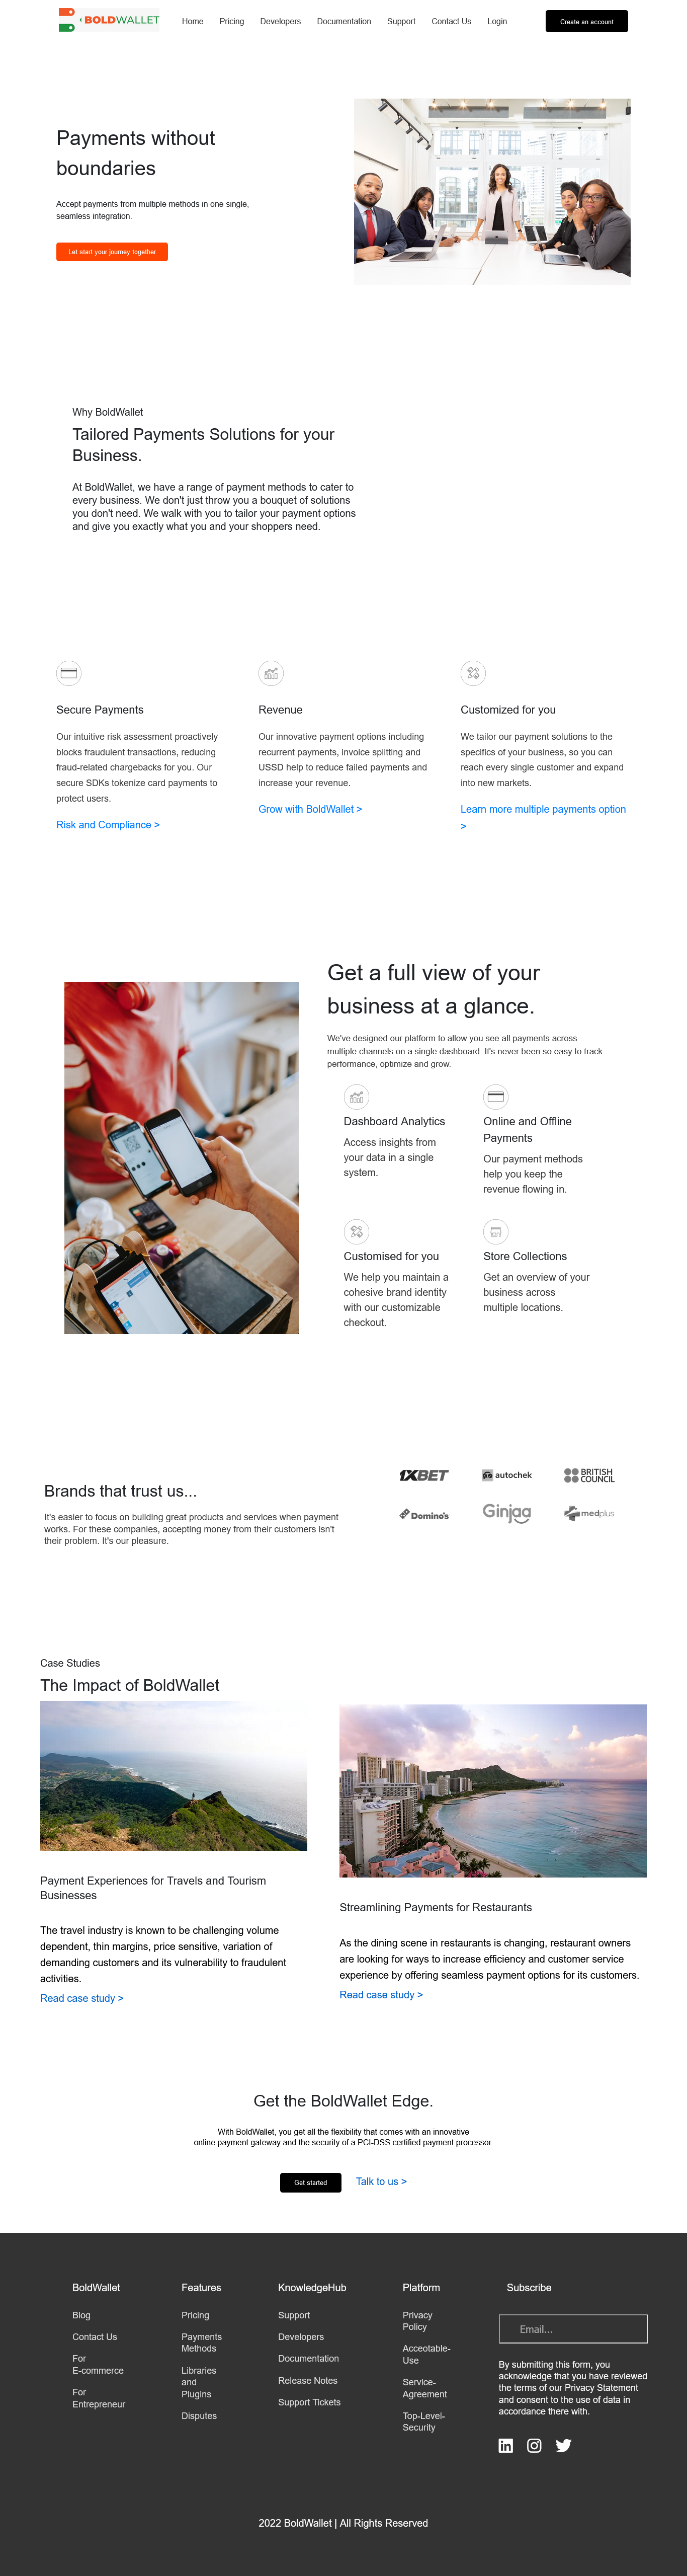 BOLDWALLET
Home Pricing Developers Documentation Support Contact Us Login
Create an account
Payments without
boundaries
Accept payments from multiple methods in one single,
seamless integration.
Let start your journey together
Why BoldWallet
Tailored Payments Solutions for your
Business.
At BoldWallet, we have a range of payment methods to cater to
every business. We don't just throw you a bouquet of solutions
you don't need. We walk with you to tailor your payment options
and give you exactly what you and your shoppers need.
Secure Payments
Our intuitive risk assessment proactively
blocks fraudulent transactions, reducing
fraud-related chargebacks for you. Our
secure SDKs tokenize card payments to
protect users.
Risk and Compliance >
Revenue
Our innovative payment options including
recurrent payments, invoice splitting and
USSD help to reduce failed payments and
increase your revenue.
Grow with BoldWallet >
Customized for you
We tailor our payment solutions to the
specifics of your business, so you can
reach every single customer and expand
into new markets.
Learn more multiple payments option
>
Get a full view of your
business at a glance.
We've designed our platform to allow you see all payments across
multiple channels on a single dashboard. It's never been so easy to track
performance, optimize and grow.
Dashboard Analytics
Access insights from
your data in a single
system.
Online and Offline
Payments
Our payment methods
help you keep the
revenue flowing in.
Customised for you
We help you maintain a
cohesive brand identity
with our customizable
checkout.
Store Collections
Get an overview of your
business across
multiple locations.
Brands that trust us...
It's easier to focus on building great products and services when payment
works. For these companies, accepting money from their customers isn't
their problem. It's our pleasure.
1XBET
autochek
BRITISH
COUNCIL
Domino's
Ginjaa
medplus
Case Studies
The Impact of BoldWallet
Payment Experiences for Travels and Tourism
Businesses
The travel industry is known to be challenging volume
dependent, thin margins, price sensitive, variation of
demanding customers and its vulnerability to fraudulent
activities.
Read case study >
Streamlining Payments for Restaurants
As the dining scene in restaurants is changing, restaurant owners
are looking for ways to increase efficiency and customer service
experience by offering seamless payment options for its customers.
Read case study >
Get the BoldWallet Edge.
With BoldWallet, you get all the flexibility that comes with an innovative
online payment gateway and the security of a PCI-DSS certified payment processor.
Get started
Talk to us >
BoldWallet
Blog
Contact Us
For
E-commerce
For
Entrepreneur
Features
Pricing
Payments
Methods
Libraries
and
Plugins
Disputes
KnowledgeHub
Support
Developers
Documentation
Release Notes
Support Tickets
Platform
Privacy
Policy
Acceotable-
Use
Service-
Agreement
Top-Level-
Security
Subscribe
Email...
By submitting this form, you
acknowledge that you have reviewed
the terms of our Privacy Statement
and consent to the use of data in
accordance there with.
2022 BoldWallet | All Rights Reserved